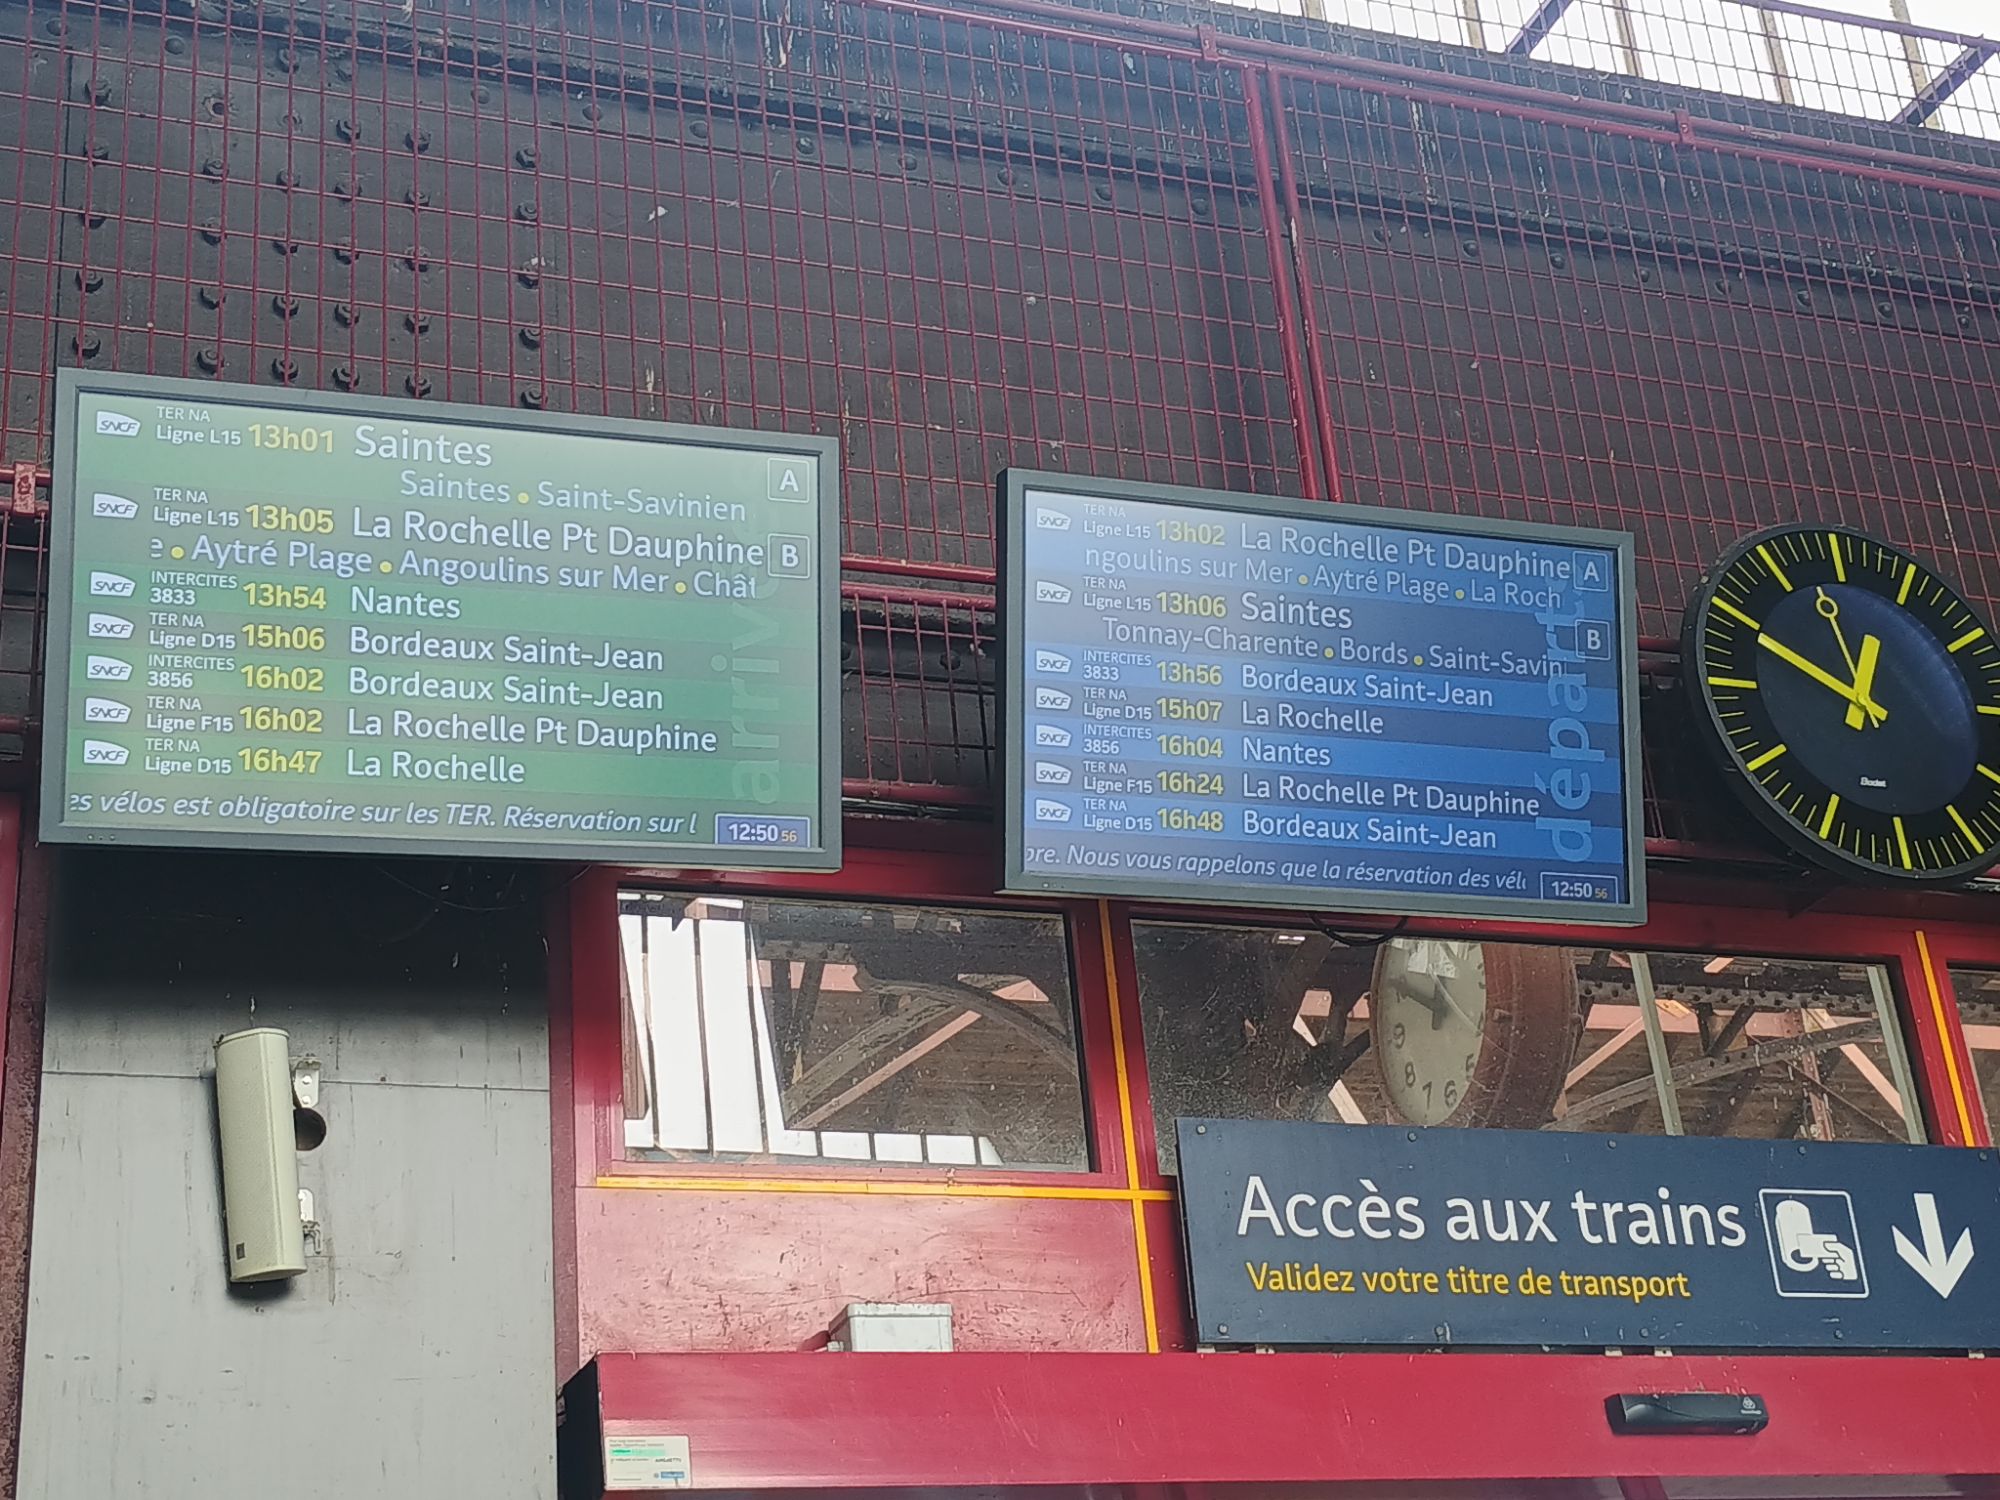 SNCF TER NA
Ligne L15 13h01 Saintes A
Saintes • Saint-Savinien
SNCF TER NA
Ligne L15 13h05 La Rochelle Pt Dauphine B
e • Aytré Plage • Angoulins sur Mer • Chât
SNCF INTERCITES
3833 13h54 Nantes
SNCF TER NA
Ligne D15 15h06 Bordeaux Saint-Jean
SNCF INTERCITES
3856 16h02 Bordeaux Saint-Jean
SNCF TER NA
Ligne F15 16h02 La Rochelle Pt Dauphine
SNCF TER NA
Ligne D15 16h47 La Rochelle
es vélos est obligatoire sur les TER. Réservation sur l
12:50 56
SNCF TER NA
Ligne L15 13h02 La Rochelle Pt Dauphine A
ngoulins sur Mer • Aytré Plage • La Roch
SNCF TER NA
Ligne L15 13h06 Saintes B
Tonnay-Charente • Bords • Saint-Savin
SNCF INTERCITES
3833 13h56 Bordeaux Saint-Jean
SNCF TER NA
Ligne D15 15h07 La Rochelle
SNCF INTERCITES
3856 16h04 Nantes
SNCF TER NA
Ligne F15 16h24 La Rochelle Pt Dauphine
SNCF TER NA
Ligne D15 16h48 Bordeaux Saint-Jean
départ
bre. Nous vous rappelons que la réservation des vél
12:50 56
Bodet
9
8
7
6
5
Accès aux trains
Validez votre titre de transport